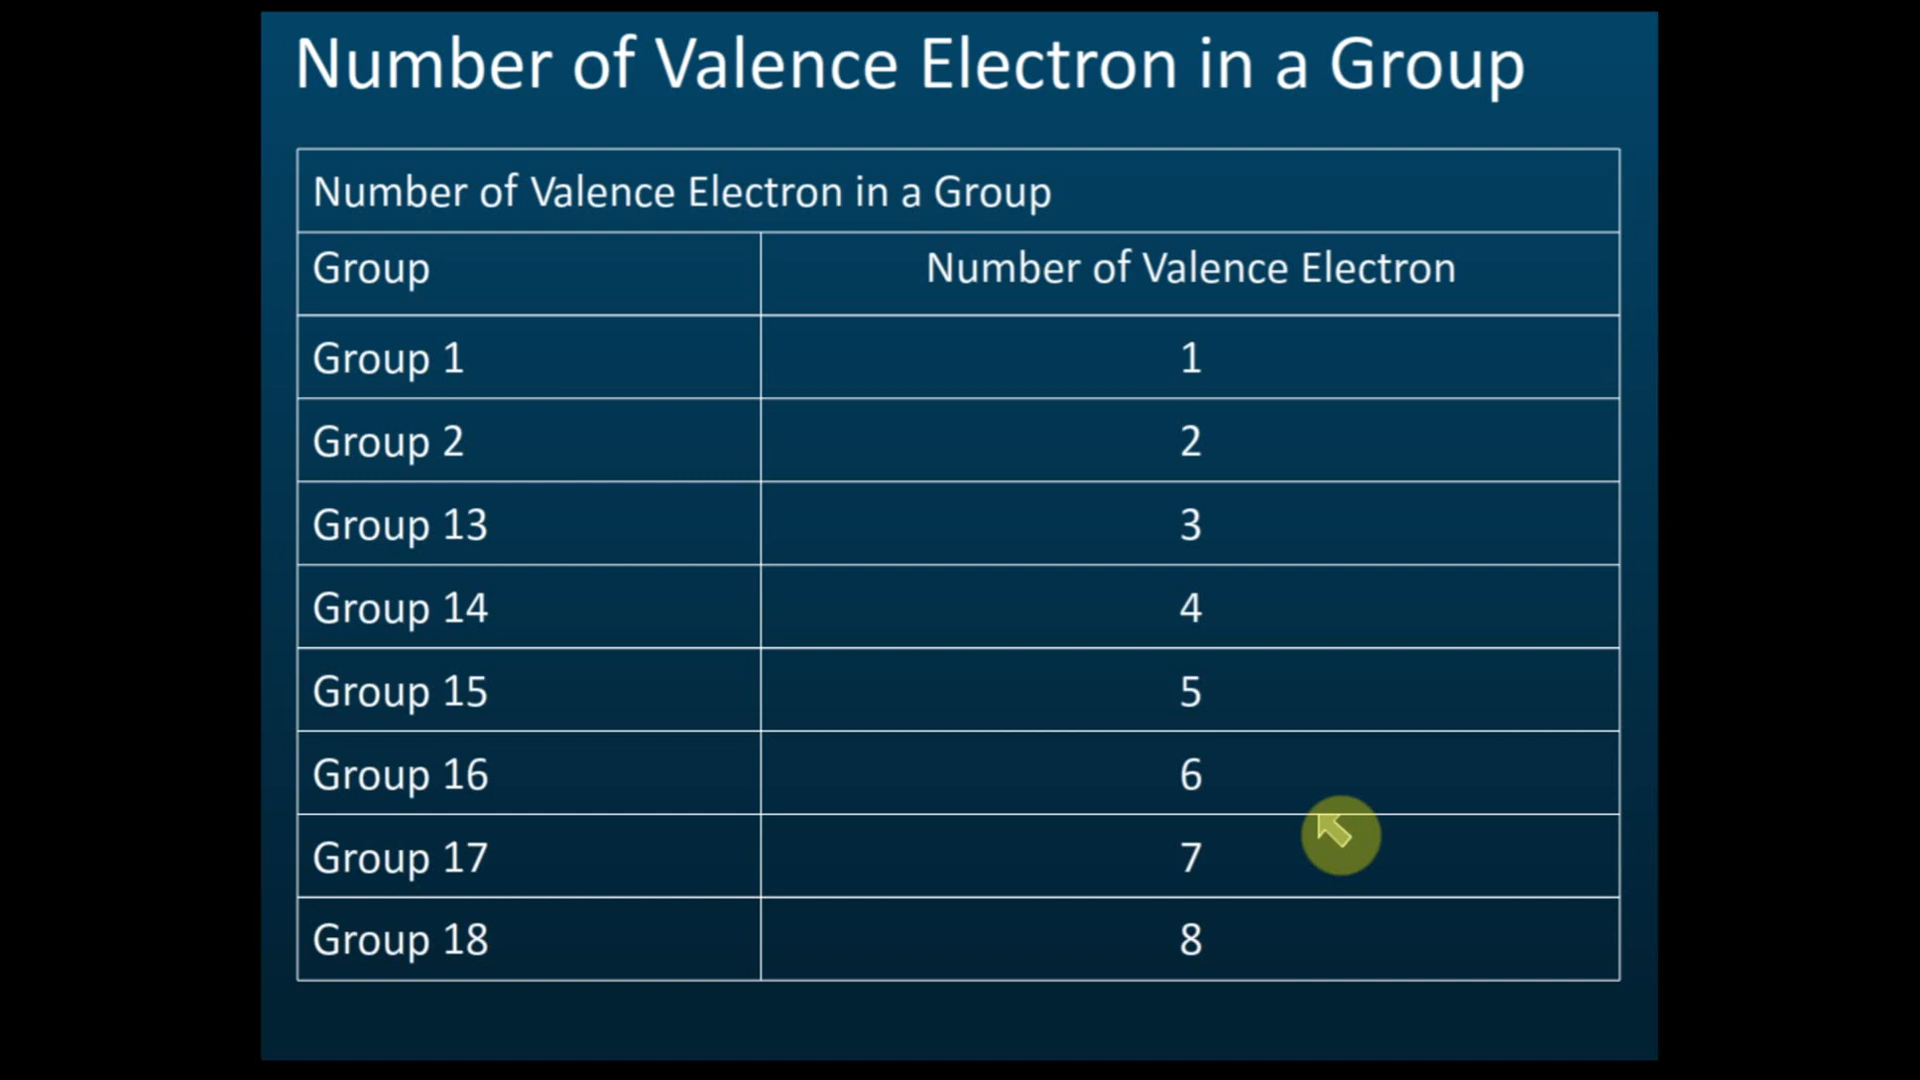 Number of Valence Electron in a Group
Number of Valence Electron in a Group
Group Number of Valence Electron
Group 1 1
Group 2 2
Group 13 3
Group 14 4
Group 15 5
Group 16 6
Group 17 7
Group 18 8